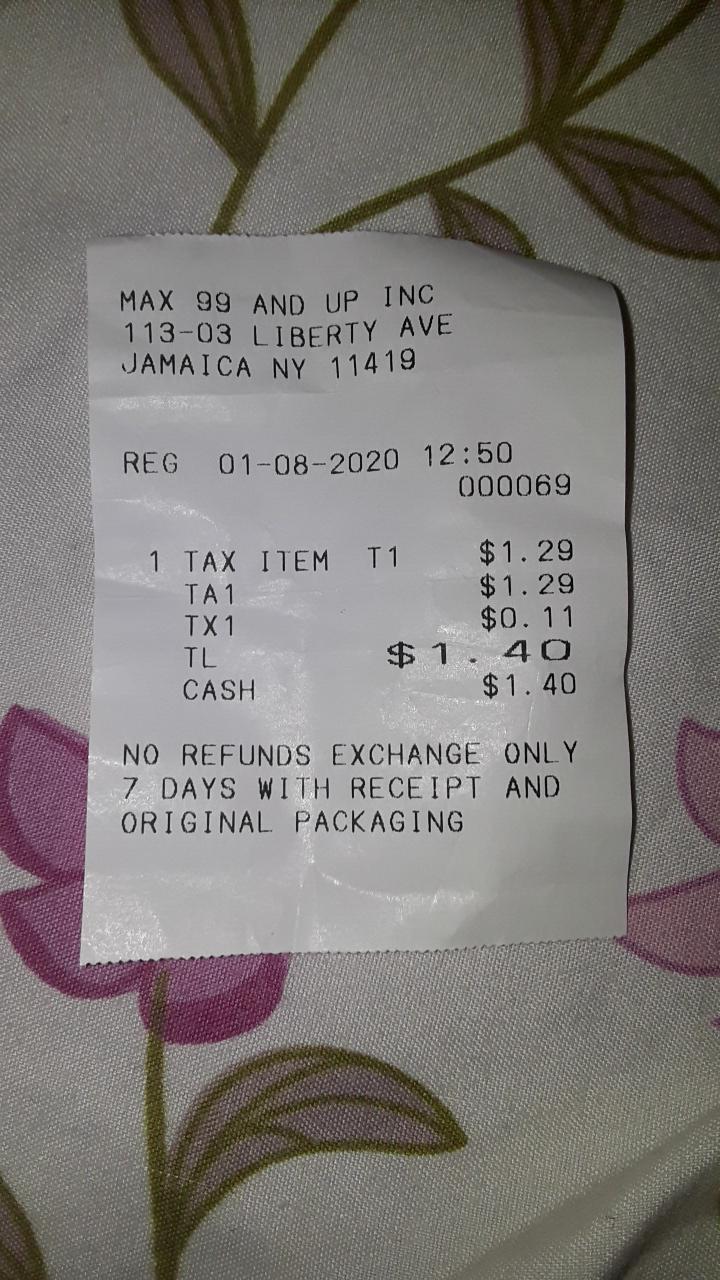 MAX 99 AND UP INC
113-03 LIBERTY AVE
JAMAICA NY 11419
REG 01-08-2020 12:50
000069
1 TAX ITEM T1 $1.29
TA1 $1.29
TX1 $0.11
TL $1.40
CASH $1.40
NO REFUNDS EXCHANGE ONLY
7 DAYS WITH RECEIPT AND
ORIGINAL PACKAGING